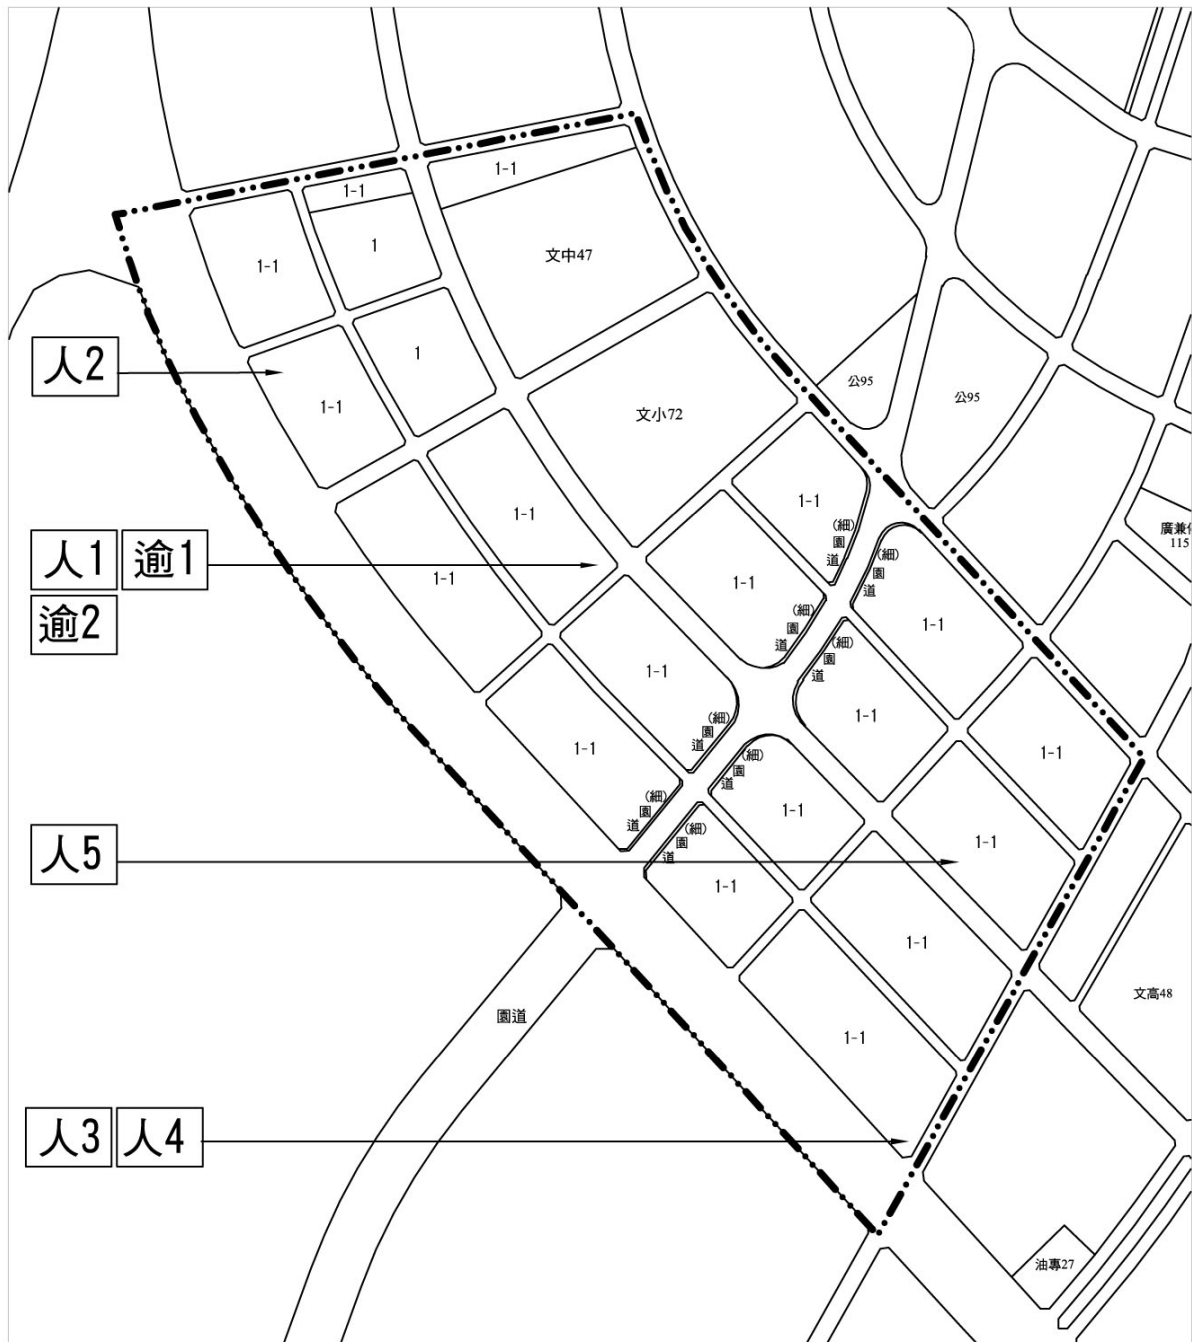 1-1
1-1
1-1
1
文中47
人2
1
公95
公95
1-1
文小72
1-1
1-1
(細)
園
道
廣兼
115
人1
逾1
逾2
1-1
1-1
(細)
園
道
(細)
園
道
1-1
(細)
園
道
1-1
1-1
(細)
園
道
1-1
1-1
(細)
園
道
(細)
園
道
1-1
(細)
園
道
人5
1-1
1-1
1-1
文高48
園道
1-1
人3
人4
油專27